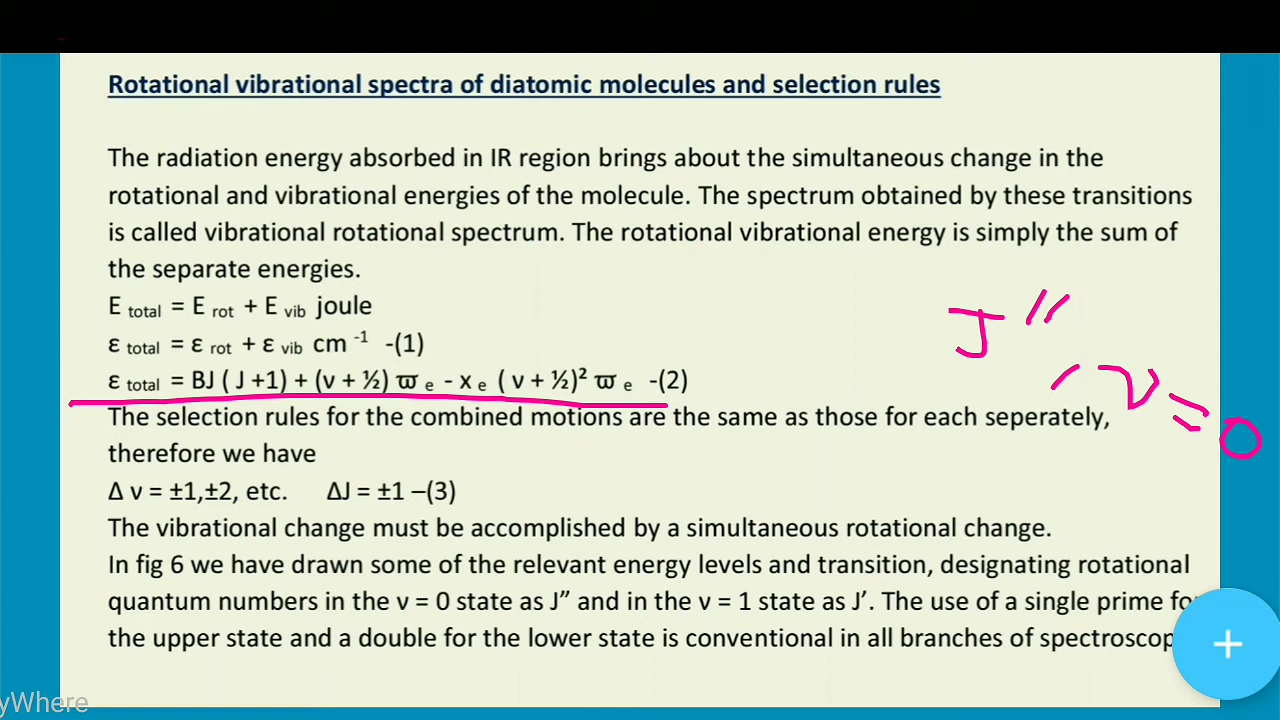 Rotational vibrational spectra of diatomic molecules and selection rules
The radiation energy absorbed in IR region brings about the simultaneous change in the
rotational and vibrational energies of the molecule. The spectrum obtained by these transitions
is called vibrational rotational spectrum. The rotational vibrational energy is simply the sum of
the separate energies.
E total = E rot + E vib joule
ε total = ε rot + ε vib cm ⁻¹ -(1)
ε total = BJ ( J +1) + (ν + ½) ϖ e - x e ( ν + ½)² ϖ e -(2)
The selection rules for the combined motions are the same as those for each seperately,
therefore we have
Δ ν = ±1,±2, etc. ΔJ = ±1 –(3)
The vibrational change must be accomplished by a simultaneous rotational change.
In fig 6 we have drawn some of the relevant energy levels and transition, designating rotational
quantum numbers in the ν = 0 state as J” and in the ν = 1 state as J’. The use of a single prime fo
the upper state and a double for the lower state is conventional in all branches of spectroscop
J″
, ν = 0
+
yWhere